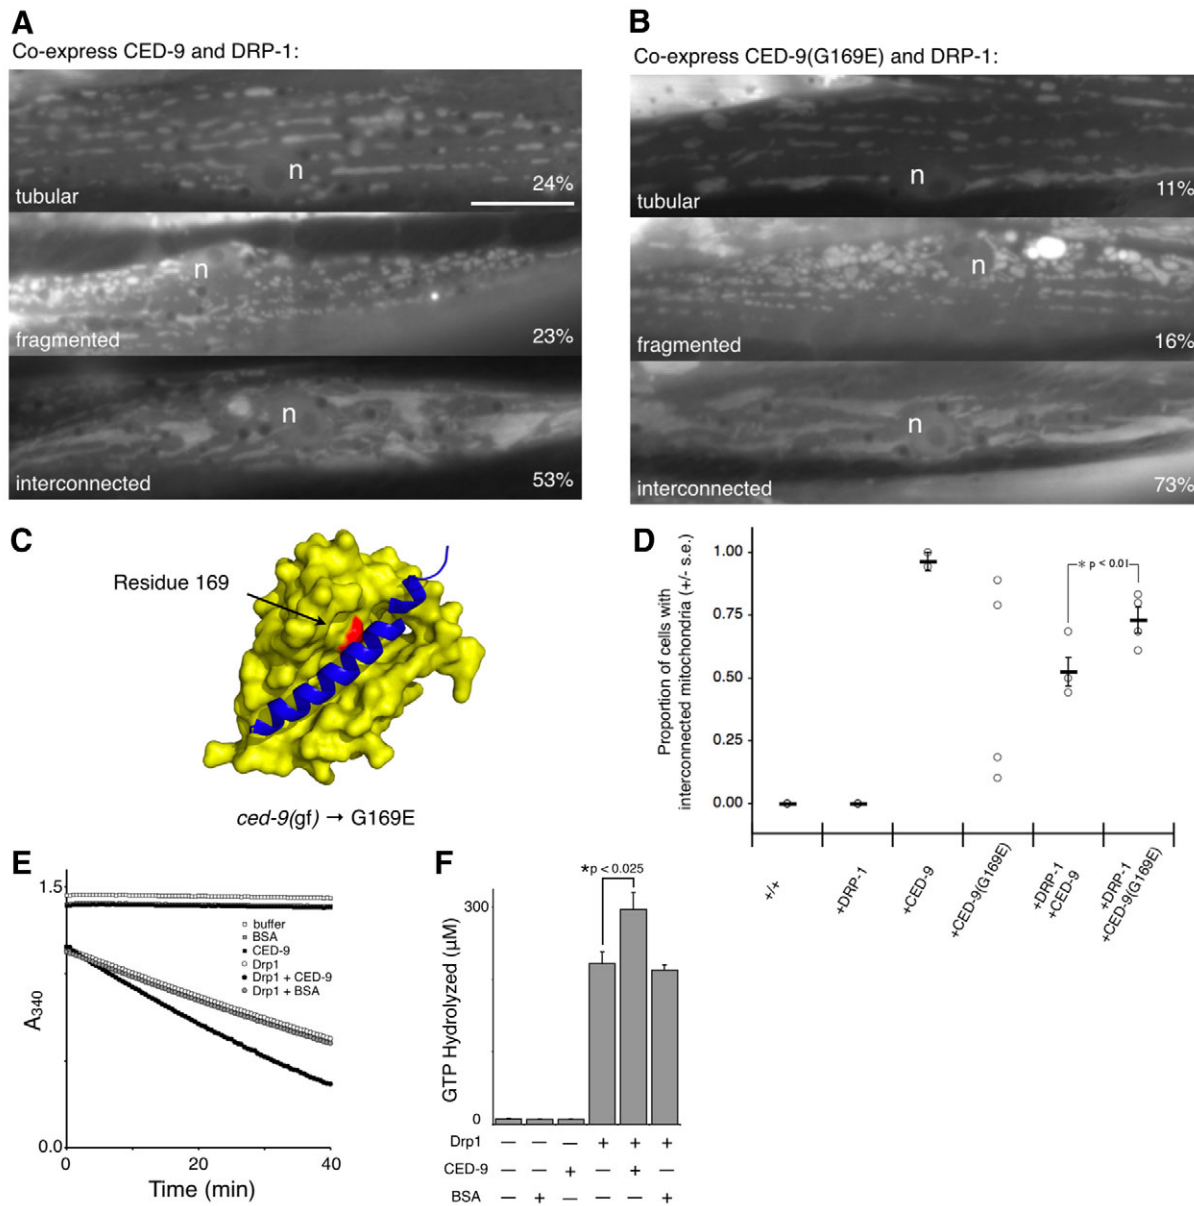 A
Co-express CED-9 and DRP-1:
n
tubular
24%
n
fragmented
23%
n
interconnected
53%
B
Co-express CED-9(G169E) and DRP-1:
n
tubular
11%
n
fragmented
16%
n
interconnected
73%
C
Residue 169
ced-9(gf) → G169E
D
Proportion of cells with
interconnected mitochondria (+/- s.e.)
1.00
0.75
0.50
0.25
0.00
* p < 0.01
+/+
+DRP-1
+CED-9
+CED-9(G169E)
+DRP-1
+CED-9
+DRP-1
+CED-9(G169E)
E
A340
1.5
0.0
buffer
BSA
CED-9
Drp1
Drp1 + CED-9
Drp1 + BSA
0 20 40
Time (min)
F
*p < 0.025
GTP Hydrolyzed (µM)
300
0
Drp1 — — — + + +
CED-9 — — + — + —
BSA — + — — — +